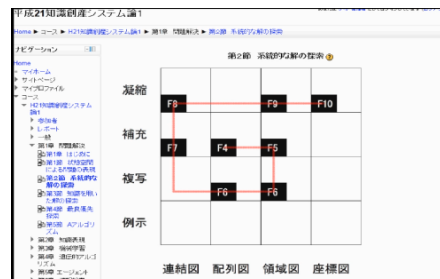 平成21知識創産システム論1
Home ► コース ► H21知識創産システム論1 ► 第1章 問題解決 ► 第2節 系統的な解の探索
ナビゲーション
Home
マイホーム
サイトページ
マイプロファイル
コース
H21知識創産システム論1
参加者
レポート
一般
第1章 問題解決
第1章 はじめに
第1節 状態空間による問題の表現
第2節 系統的な解の探索
第3節 知識を用いた解の探索
第4節 最良優先探索
第5節 Aアルゴリズム
第2章 知識表現
第3章 機械学習
第4章 遺伝的アルゴリズム
第5章 エージェント
第2節 系統的な解の探索
凝縮
F8 F9 F10
補充
F7 F4 F5
複写
F6 F6
例示
連結図 配列図 領域図 座標図